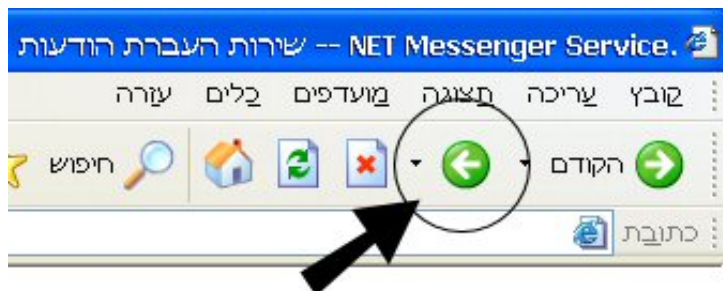 .NET Messenger Service -- שירות העברת הודעות
קובץ עריכה תצוגה מועדפים כלים עזרה
הקודם חיפוש
כתובת